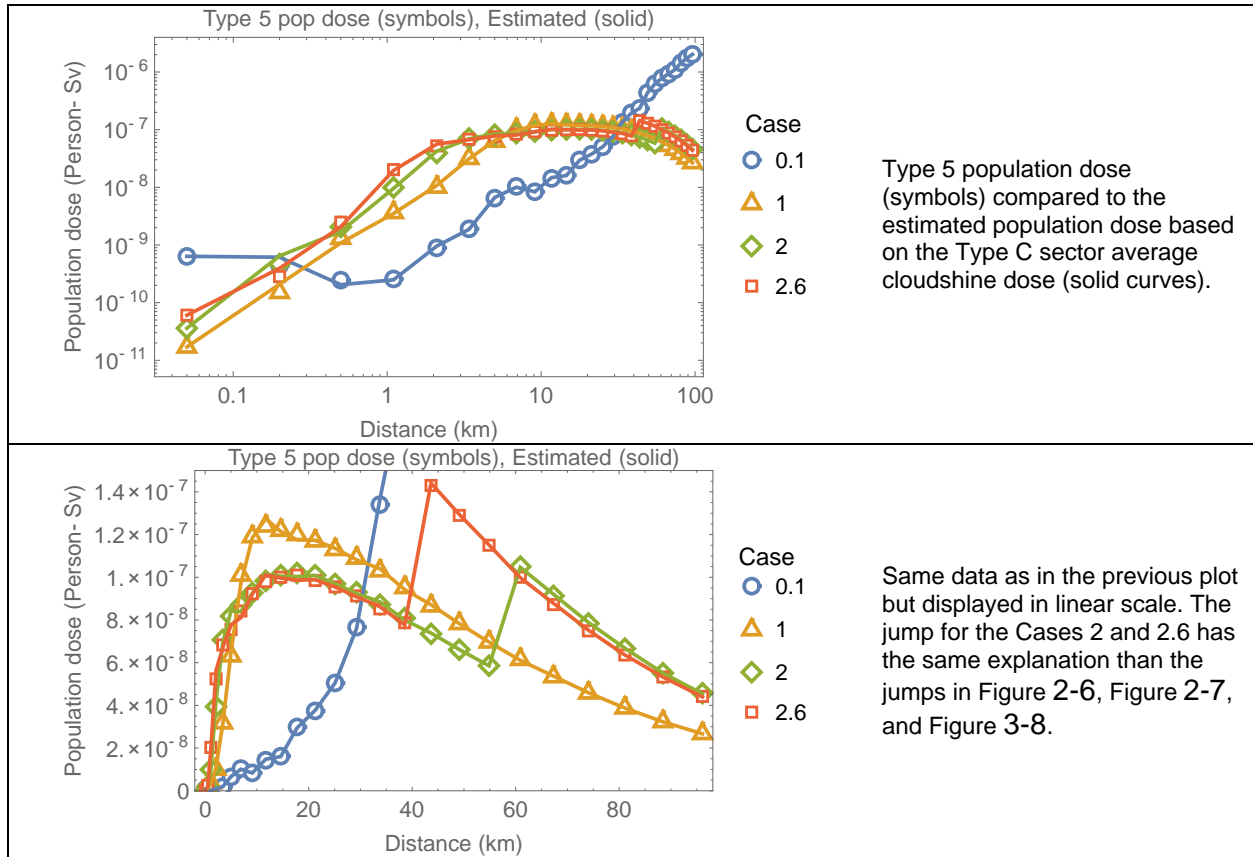 Type 5 pop dose (symbols), Estimated (solid)
Population dose (Person- Sv)
10^-6
10^-7
10^-8
10^-9
10^-10
10^-11
0.1
1
10
100
Distance (km)
Case
0.1
1
2
2.6
Type 5 population dose
(symbols) compared to the
estimated population dose based
on the Type C sector average
cloudshine dose (solid curves).
Type 5 pop dose (symbols), Estimated (solid)
Population dose (Person- Sv)
1.4×10^-7
1.2×10^-7
1.×10^-7
8.×10^-8
6.×10^-8
4.×10^-8
2.×10^-8
0
0
20
40
60
80
Distance (km)
Case
0.1
1
2
2.6
Same data as in the previous plot
but displayed in linear scale. The
jump for the Cases 2 and 2.6 has
the same explanation than the
jumps in Figure 2-6, Figure 2-7,
and Figure 3-8.